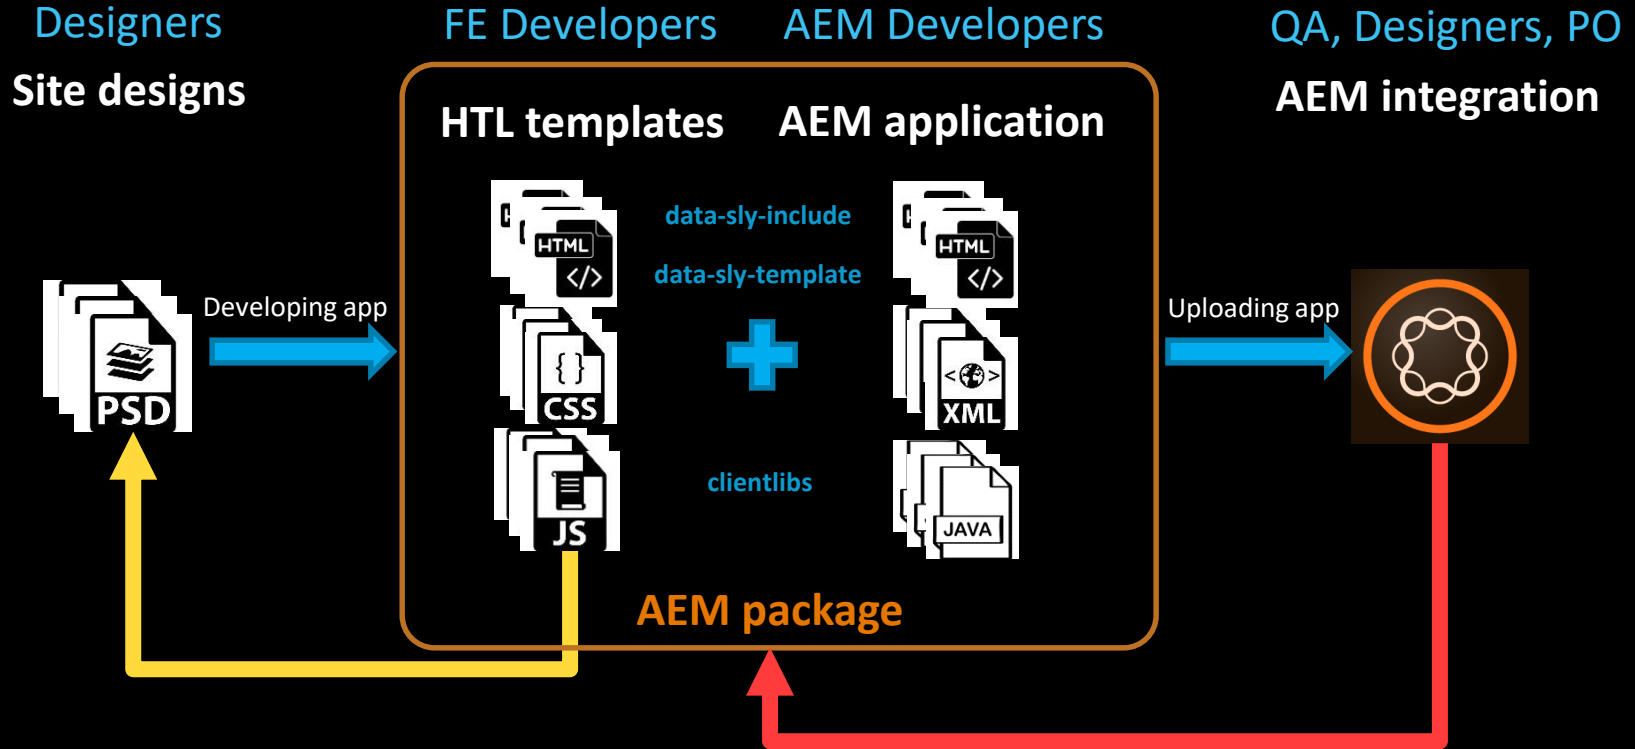 Designers
FE Developers
AEM Developers
QA, Designers, PO
Site designs
HTL templates
AEM application
AEM integration
HTML
</>
data-sly-include
data-sly-template
HTML
</>
PSD
Developing app
{ }
CSS
< >
XML
Uploading app
JS
clientlibs
JAVA
AEM package